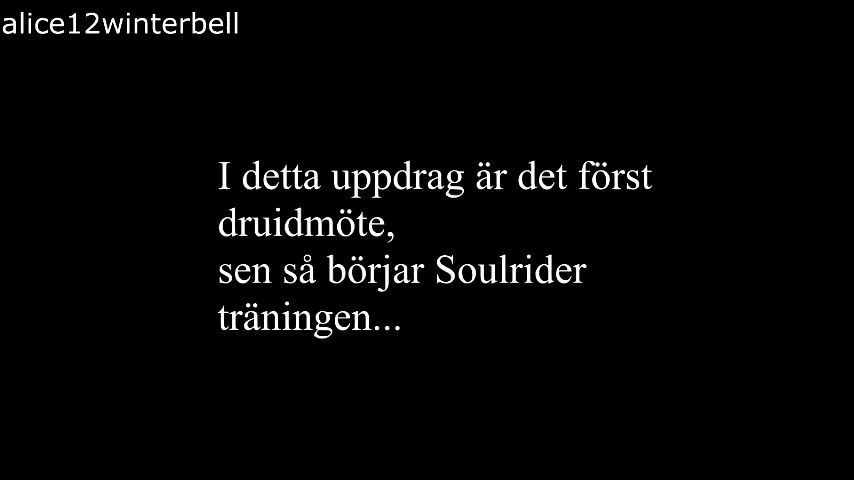 alice12winterbell
I detta uppdrag är det först
druidmöte,
sen så börjar Soulrider
träningen...